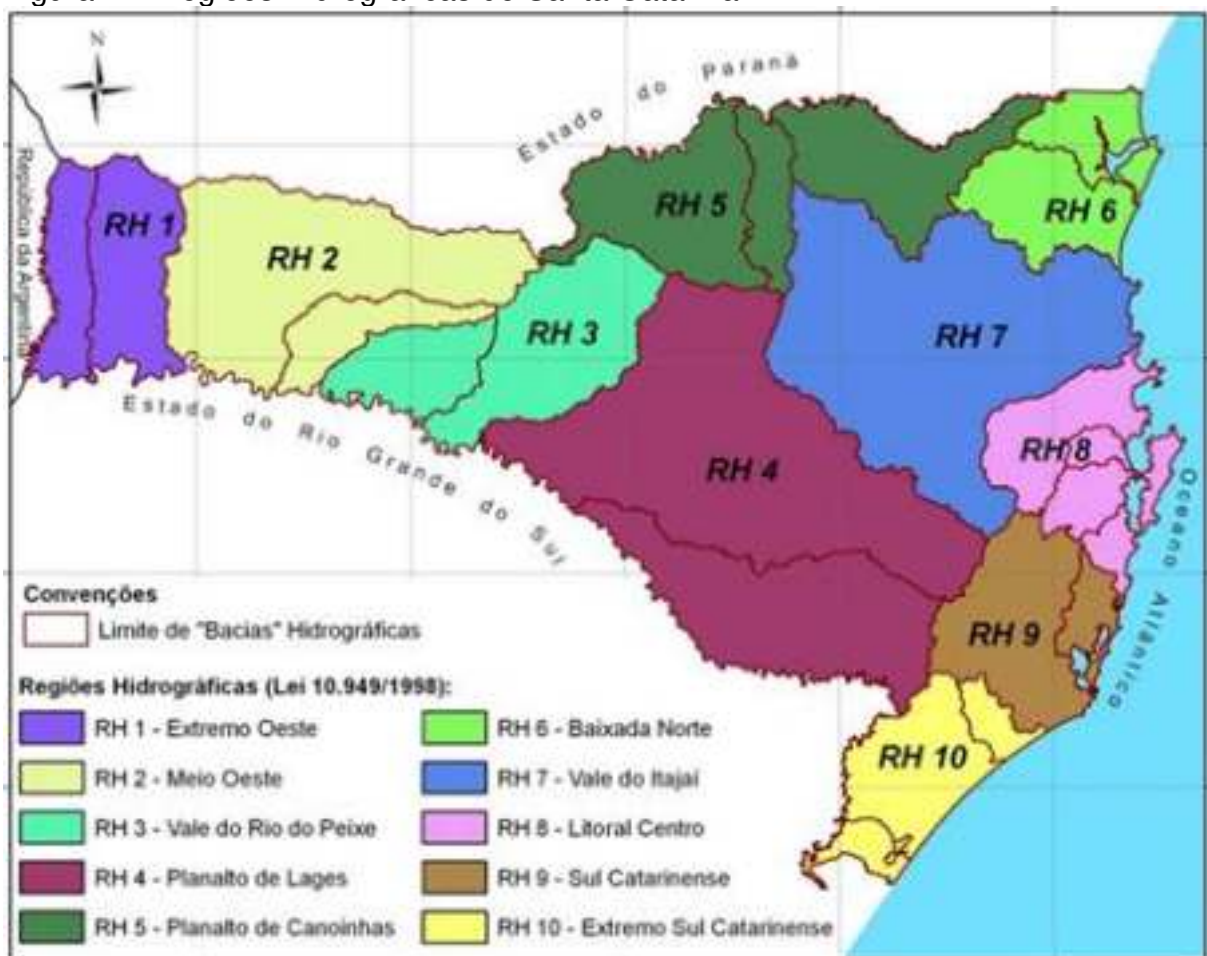 N
Estado do Paraná
República da Argentina
RH 1
RH 2
RH 3
RH 4
RH 5
RH 6
RH 7
RH 8
RH 9
RH 10
Estado do Rio Grande do Sul
Oceano Atlântico
Convenções
Limite de "Bacias" Hidrográficas
Regiões Hidrográficas (Lei 10.949/1998):
RH 1 - Extremo Oeste
RH 2 - Meio Oeste
RH 3 - Vale do Rio do Peixe
RH 4 - Planalto de Lages
RH 5 - Planalto de Canoinhas
RH 6 - Baixada Norte
RH 7 - Vale do Itajaí
RH 8 - Litoral Centro
RH 9 - Sul Catarinense
RH 10 - Extremo Sul Catarinense